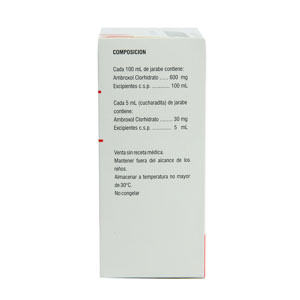 COMPOSICION
Cada 100 mL de jarabe contiene:
Ambroxol Clorhidrato ...... 600 mg
Excipientes c.s.p. ............ 100 mL
Cada 5 mL (cucharadita) de jarabe
contiene:
Ambroxol Clorhidrato ...... 30 mg
Excipientes c.s.p. ............ 5 mL
Venta sin receta médica.
Mantener fuera del alcance de los
niños.
Almacenar a temperatura no mayor
de 30°C.
No congelar